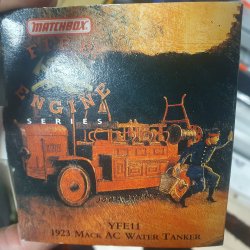 MATCHBOX
FIRE
ENGINE
SERIES
YFE11
1923 MACK AC WATER TANKER